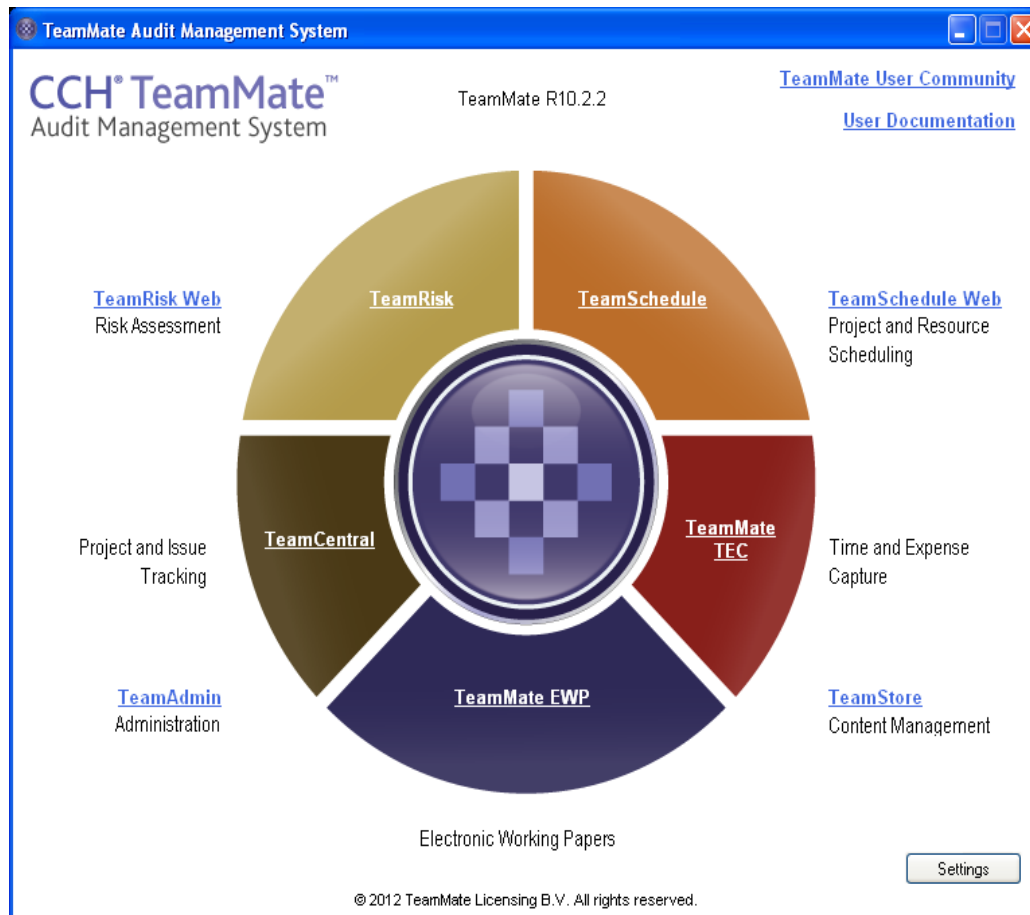 TeamMate Audit Management System
CCH® TeamMate™
Audit Management System
TeamMate R10.2.2
TeamMate User Community
User Documentation
TeamRisk Web
Risk Assessment
TeamRisk
TeamSchedule
TeamSchedule Web
Project and Resource
Scheduling
Project and Issue
Tracking
TeamCentral
TeamMate
TEC
Time and Expense
Capture
TeamAdmin
Administration
TeamMate EWP
TeamStore
Content Management
Electronic Working Papers
Settings
© 2012 TeamMate Licensing B.V. All rights reserved.